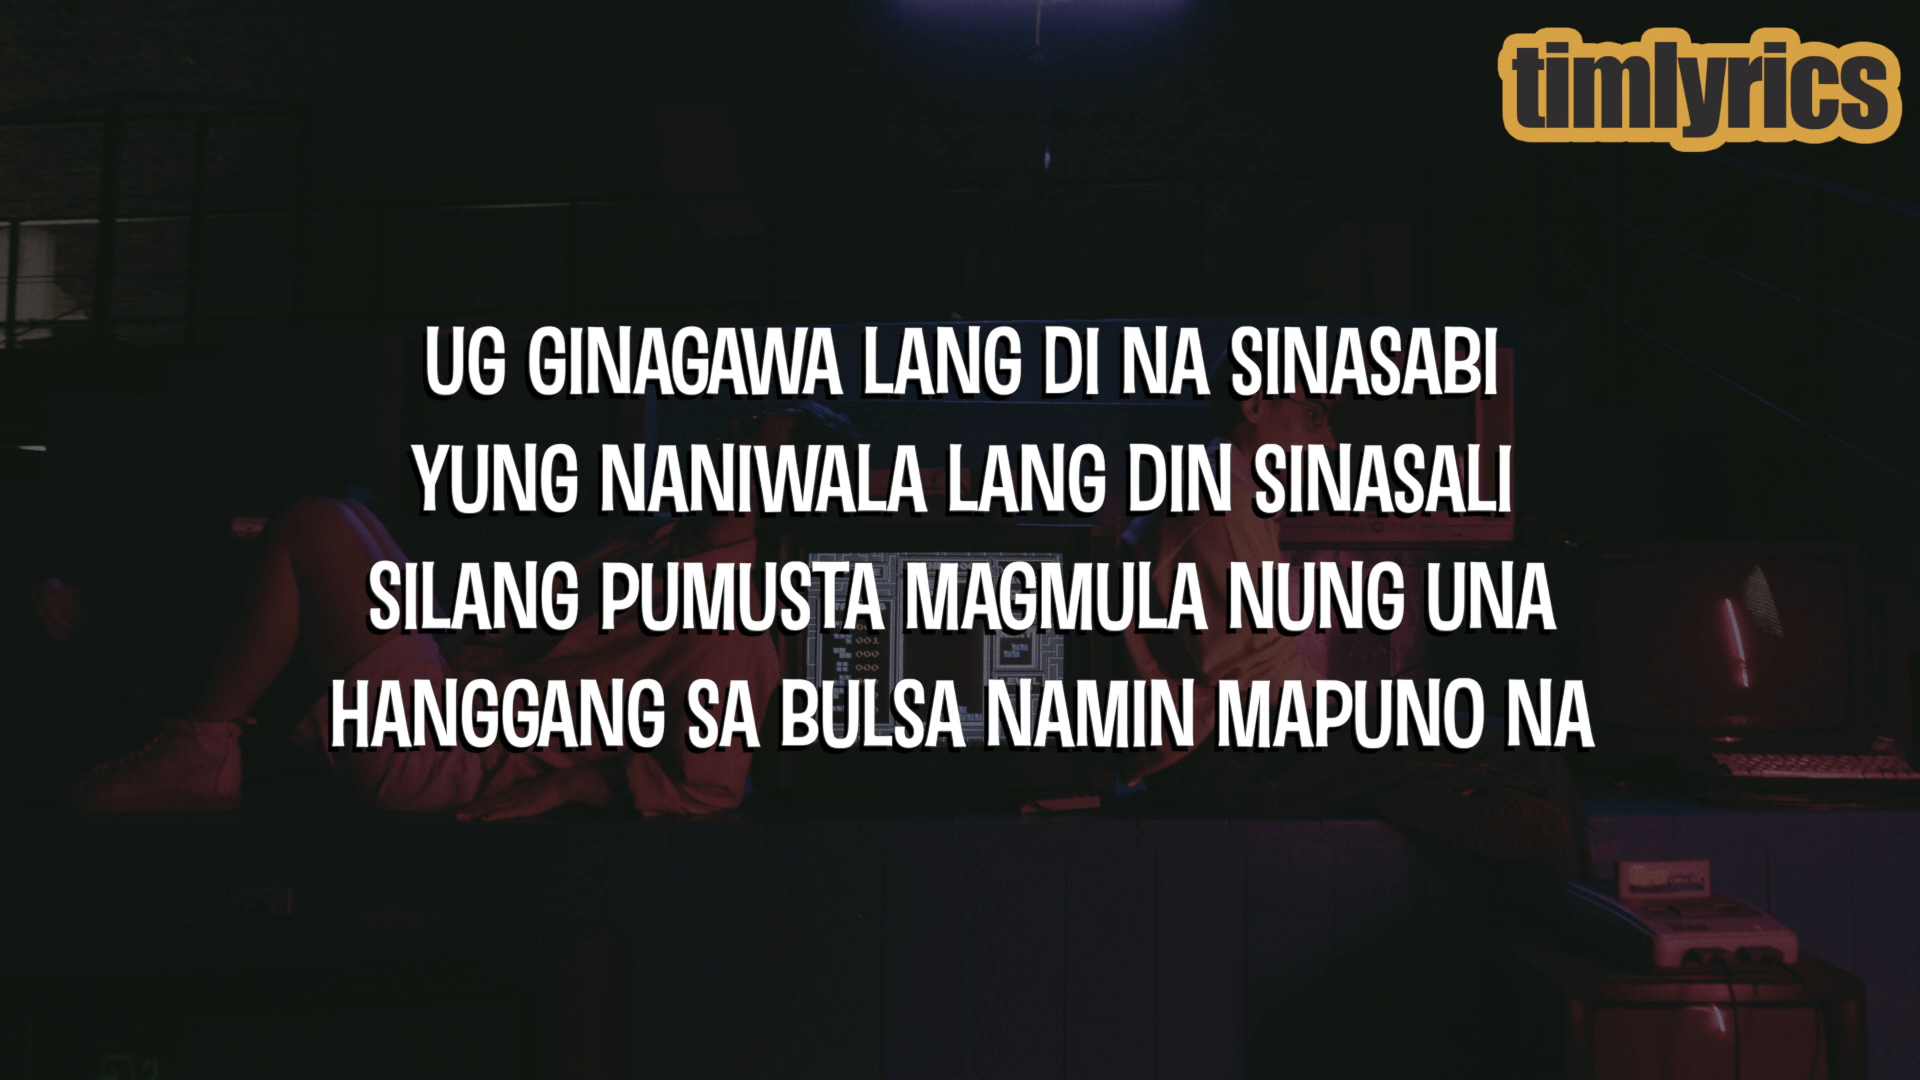 timlyrics
UG GINAGAWA LANG DI NA SINASABI
YUNG NANIWALA LANG DIN SINASALI
SILANG PUMUSTA MAGMULA NUNG UNA
HANGGANG SA BULSA NAMIN MAPUNO NA